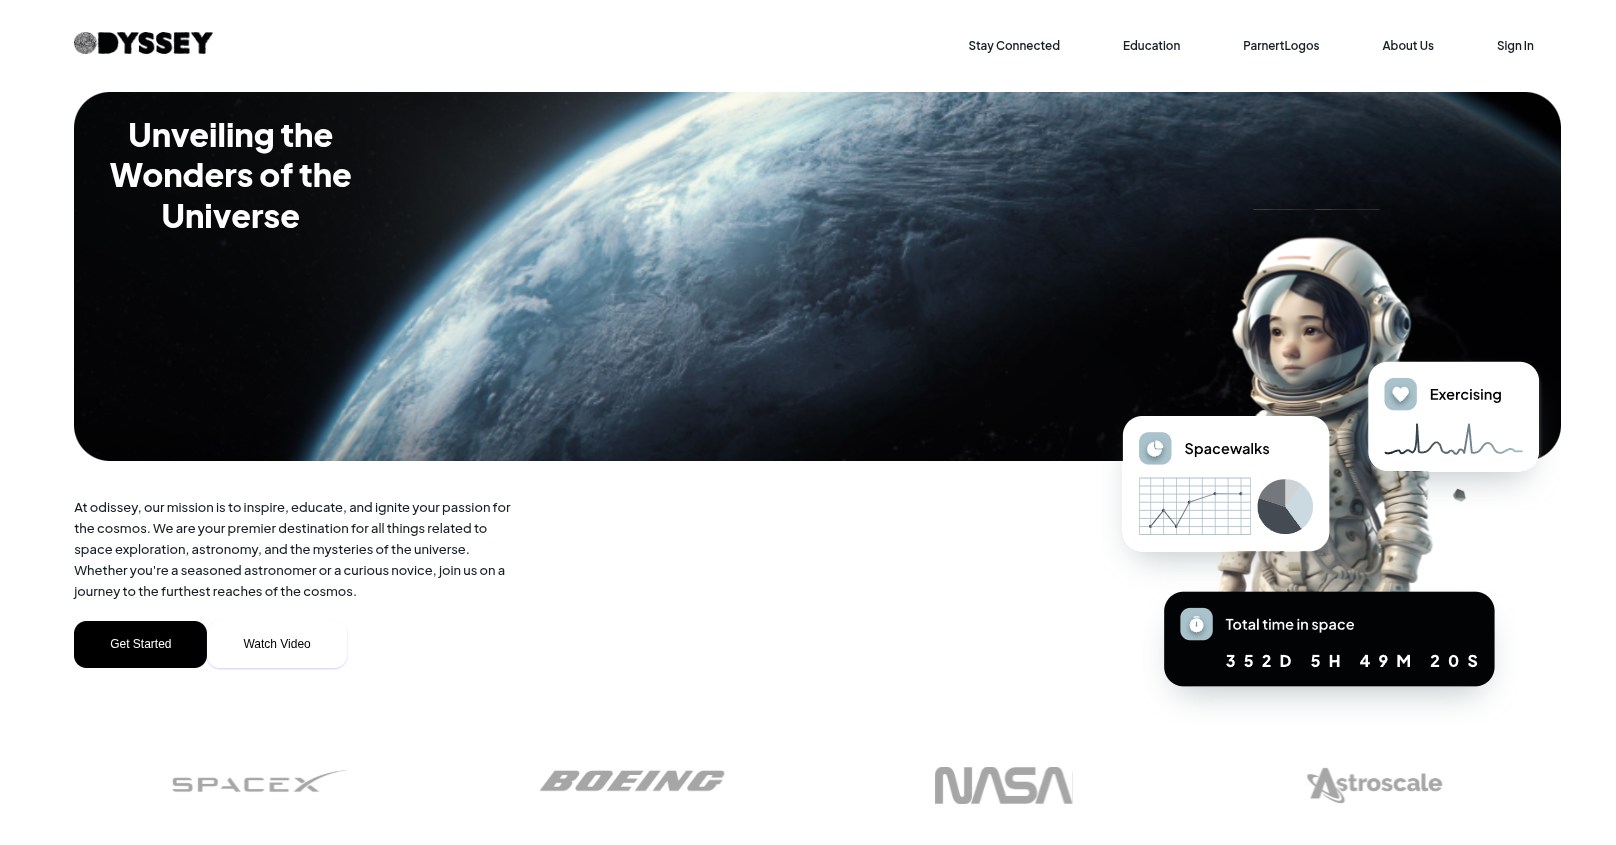 ODYSSEY
Stay Connected
Education
ParnertLogos
About Us
Sign In
Unveiling the
Wonders of the
Universe
Exercising
Spacewalks
At odissey, our mission is to inspire, educate, and ignite your passion for
the cosmos. We are your premier destination for all things related to
space exploration, astronomy, and the mysteries of the universe.
Whether you're a seasoned astronomer or a curious novice, join us on a
journey to the furthest reaches of the cosmos.
Get Started
Watch Video
Total time in space
352D 5H 49M 20S
SPACEX
BOEING
NASA
Astroscale